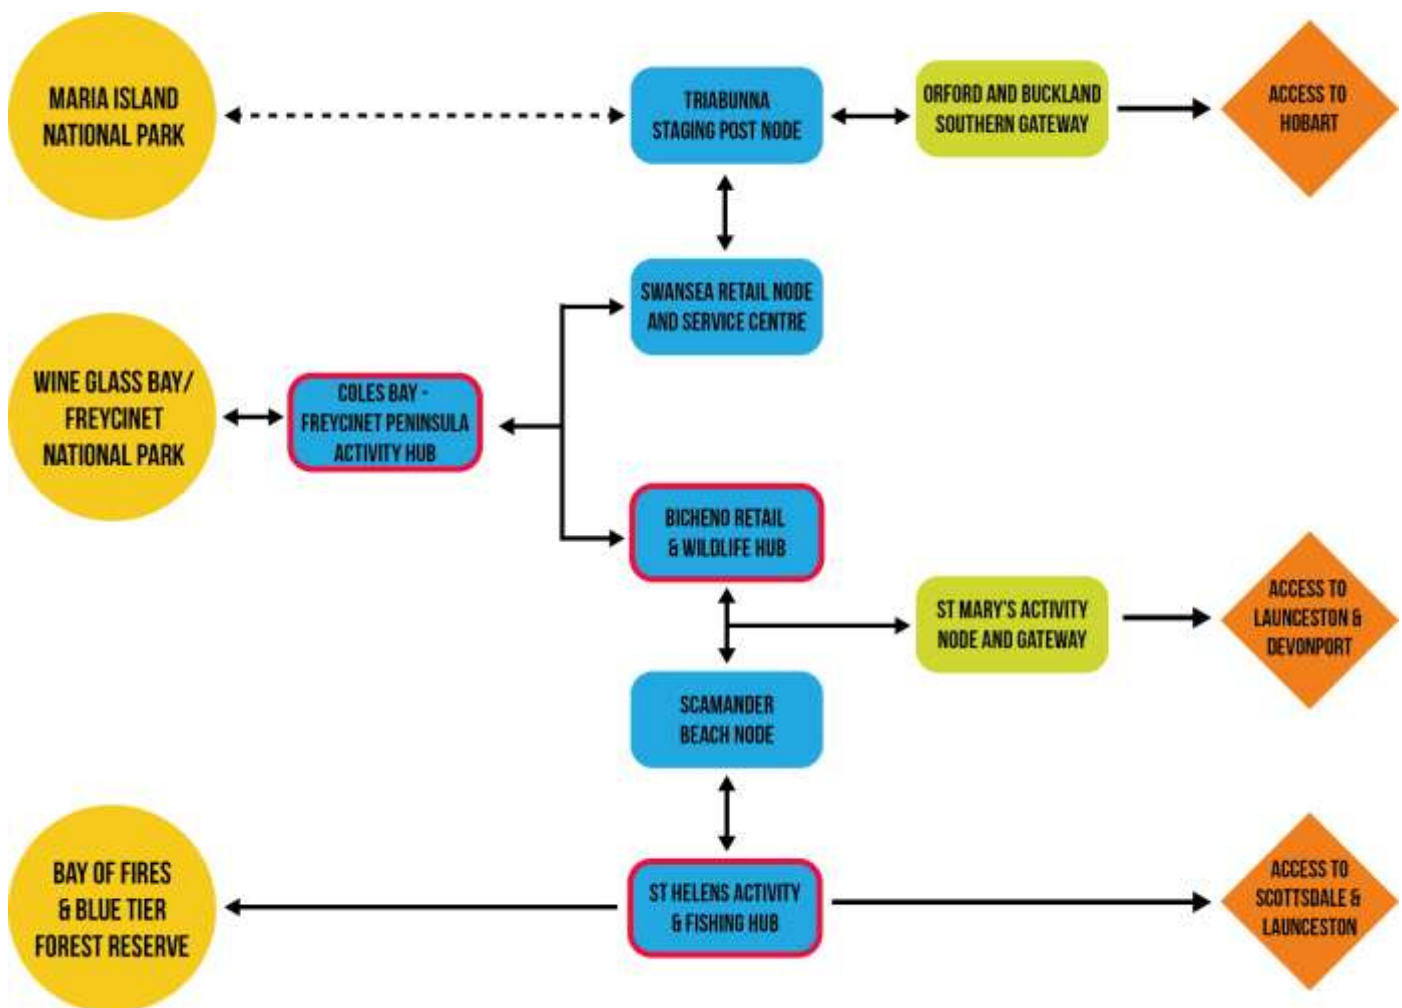 MARIA ISLAND
NATIONAL PARK
TRIABUNNA
STAGING POST NODE
ORFORD AND BUCKLAND
SOUTHERN GATEWAY
ACCESS TO
HOBART
SWANSEA RETAIL NODE
AND SERVICE CENTRE
WINE GLASS BAY/
FREYCINET
NATIONAL PARK
COLES BAY -
FREYCINET PENINSULA
ACTIVITY HUB
BICHENO RETAIL
& WILDLIFE HUB
ST MARY'S ACTIVITY
NODE AND GATEWAY
ACCESS TO
LAUNCESTON &
DEVONPORT
SCAMANDER
BEACH NODE
BAY OF FIRES
& BLUE TIER
FOREST RESERVE
ST HELENS ACTIVITY
& FISHING HUB
ACCESS TO
SCOTTSDALE &
LAUNCESTON